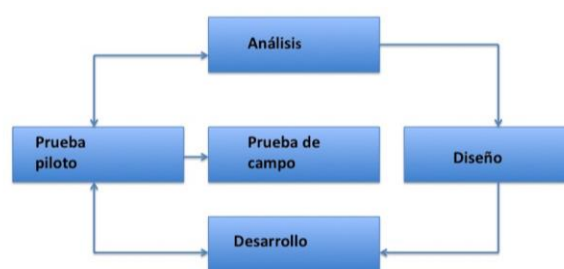 Análisis
Prueba
piloto
Prueba de
campo
Diseño
Desarrollo